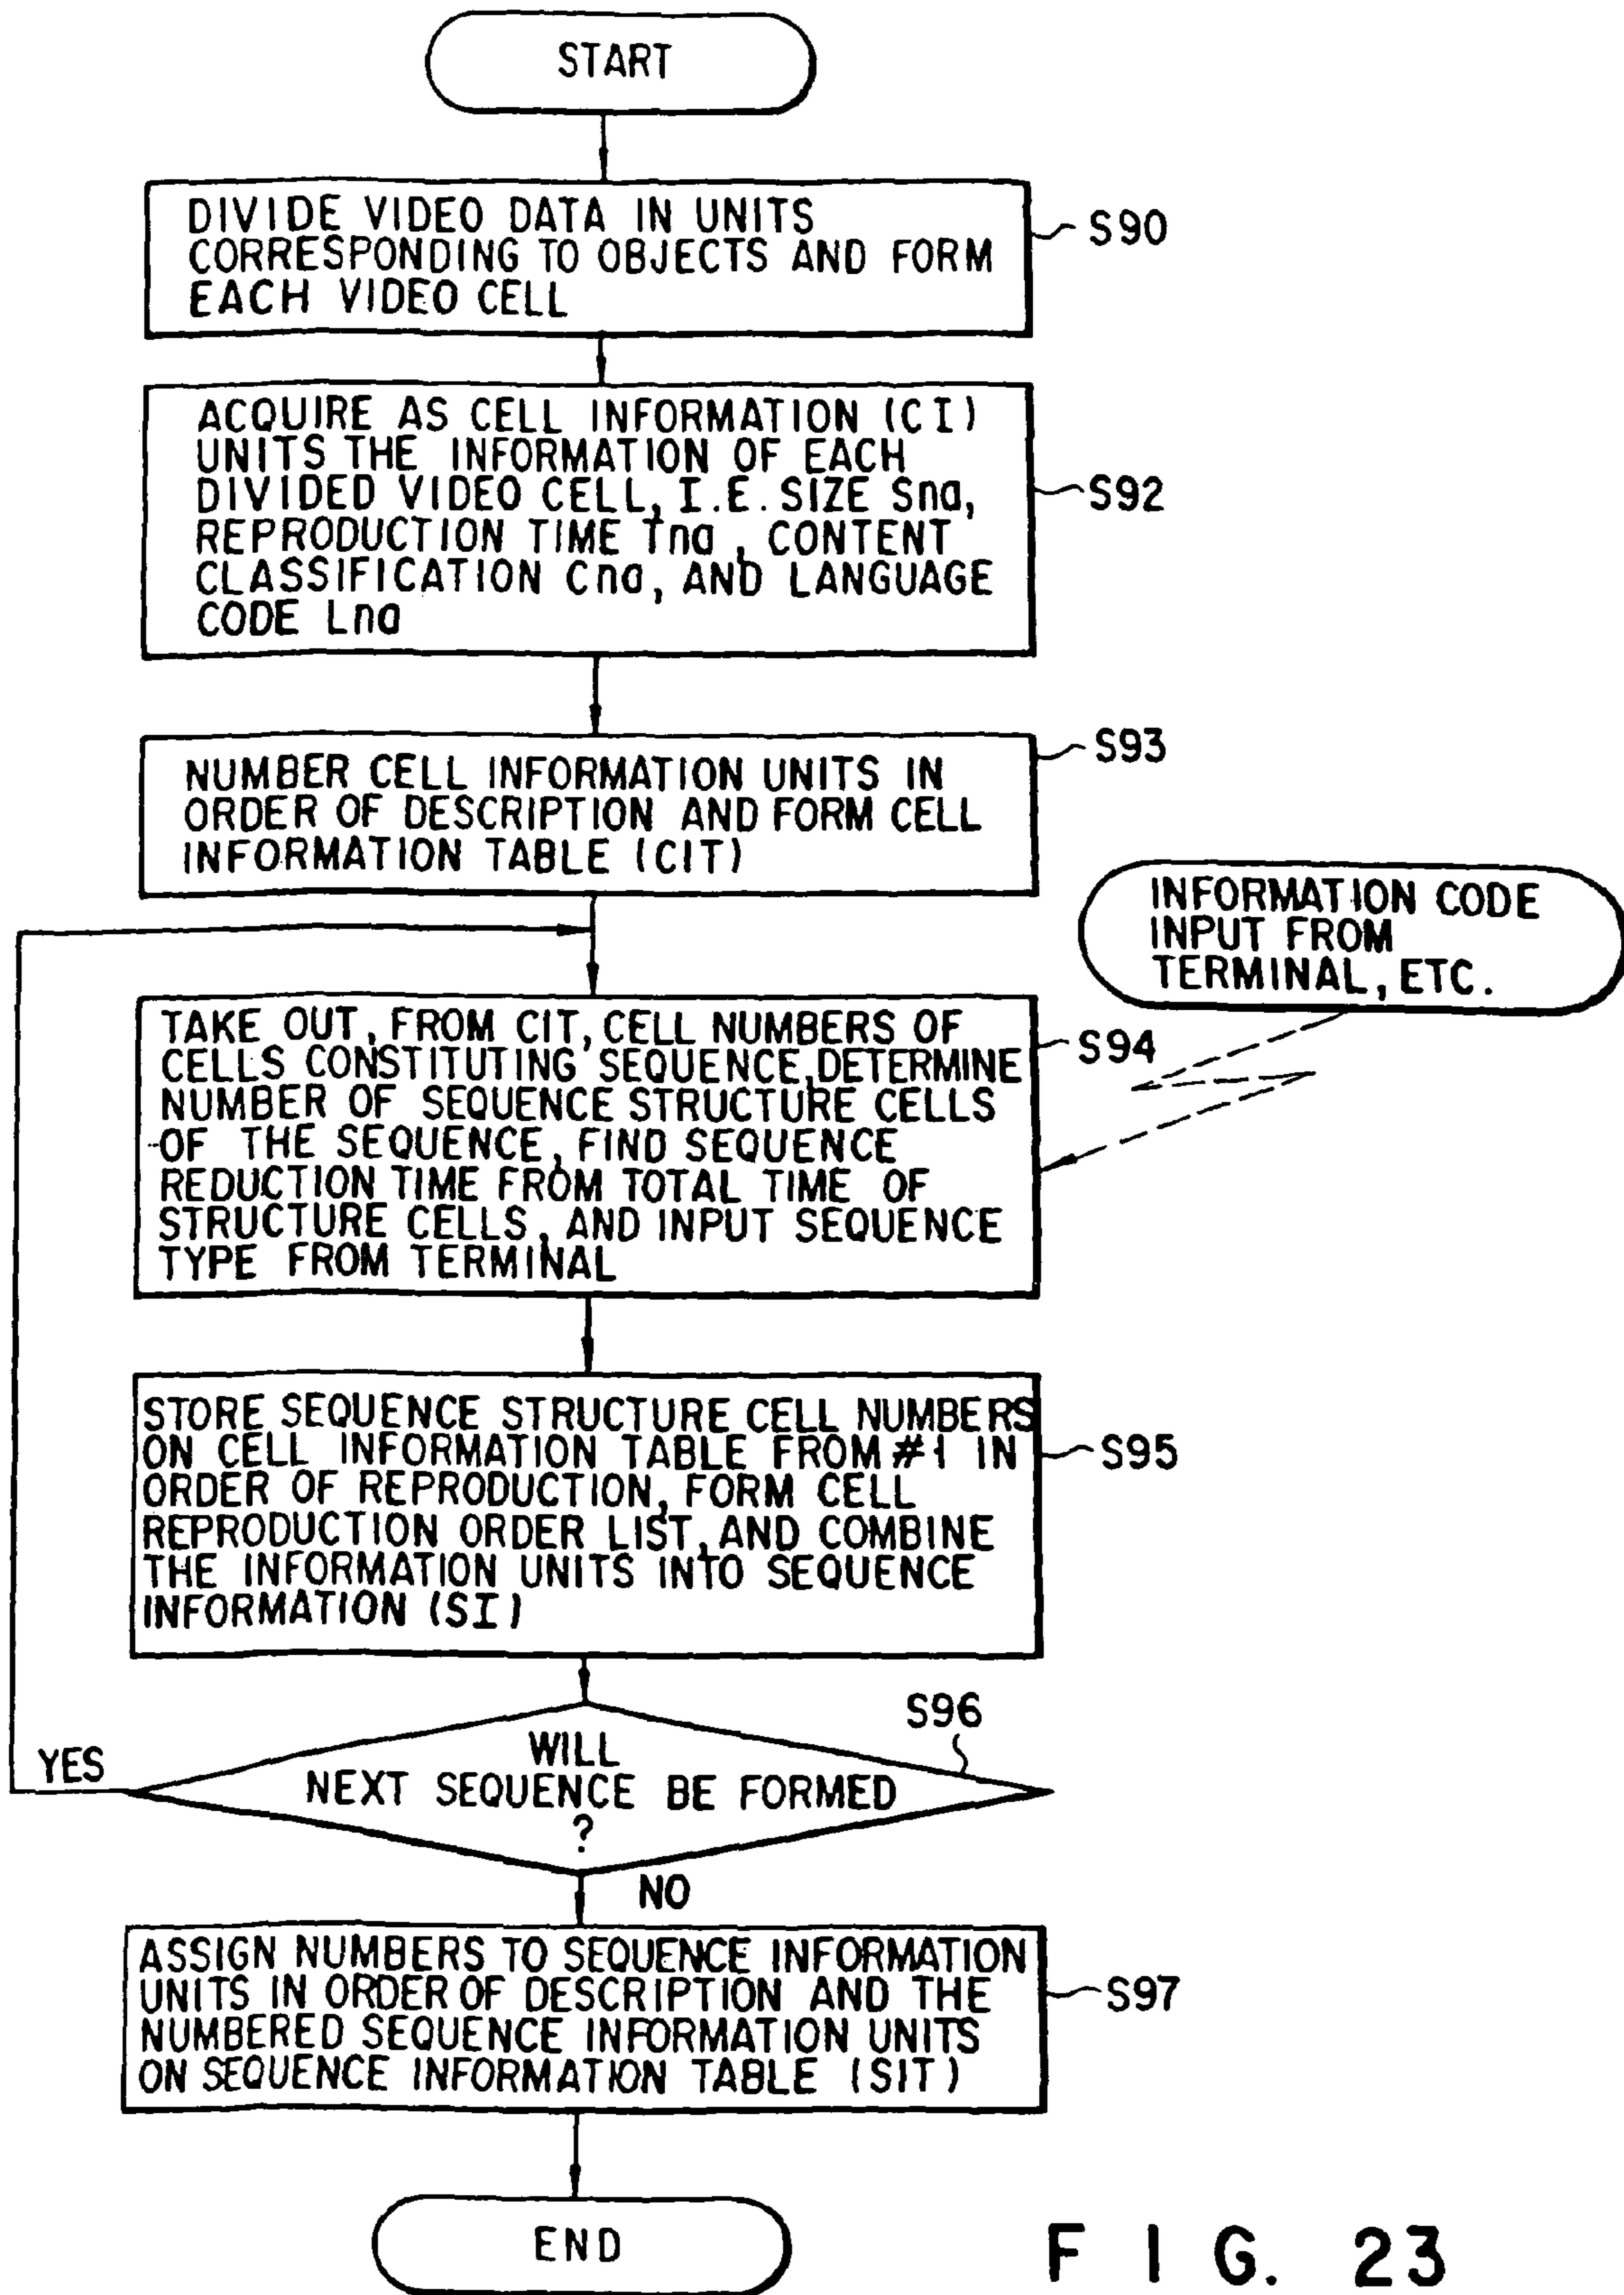 START
DIVIDE VIDEO DATA IN UNITS
CORRESPONDING TO OBJECTS AND FORM
EACH VIDEO CELL
S90
ACQUIRE AS CELL INFORMATION (CI)
UNITS THE INFORMATION OF EACH
DIVIDED VIDEO CELL, I.E. SIZE Sna,
REPRODUCTION TIME Tna, CONTENT
CLASSIFICATION Cna, AND LANGUAGE
CODE Lna
S92
NUMBER CELL INFORMATION UNITS IN
ORDER OF DESCRIPTION AND FORM CELL
INFORMATION TABLE (CIT)
S93
INFORMATION CODE
INPUT FROM
TERMINAL, ETC.
TAKE OUT, FROM CIT, CELL NUMBERS OF
CELLS CONSTITUTING SEQUENCE, DETERMINE
NUMBER OF SEQUENCE STRUCTURE CELLS
OF THE SEQUENCE, FIND SEQUENCE
REDUCTION TIME FROM TOTAL TIME OF
STRUCTURE CELLS, AND INPUT SEQUENCE
TYPE FROM TERMINAL
S94
STORE SEQUENCE STRUCTURE CELL NUMBERS
ON CELL INFORMATION TABLE FROM #1 IN
ORDER OF REPRODUCTION, FORM CELL
REPRODUCTION ORDER LIST, AND COMBINE
THE INFORMATION UNITS INTO SEQUENCE
INFORMATION (SI)
S95
S96
YES
WILL
NEXT SEQUENCE BE FORMED
?
NO
ASSIGN NUMBERS TO SEQUENCE INFORMATION
UNITS IN ORDER OF DESCRIPTION AND THE
NUMBERED SEQUENCE INFORMATION UNITS
ON SEQUENCE INFORMATION TABLE (SIT)
S97
END
FIG. 23